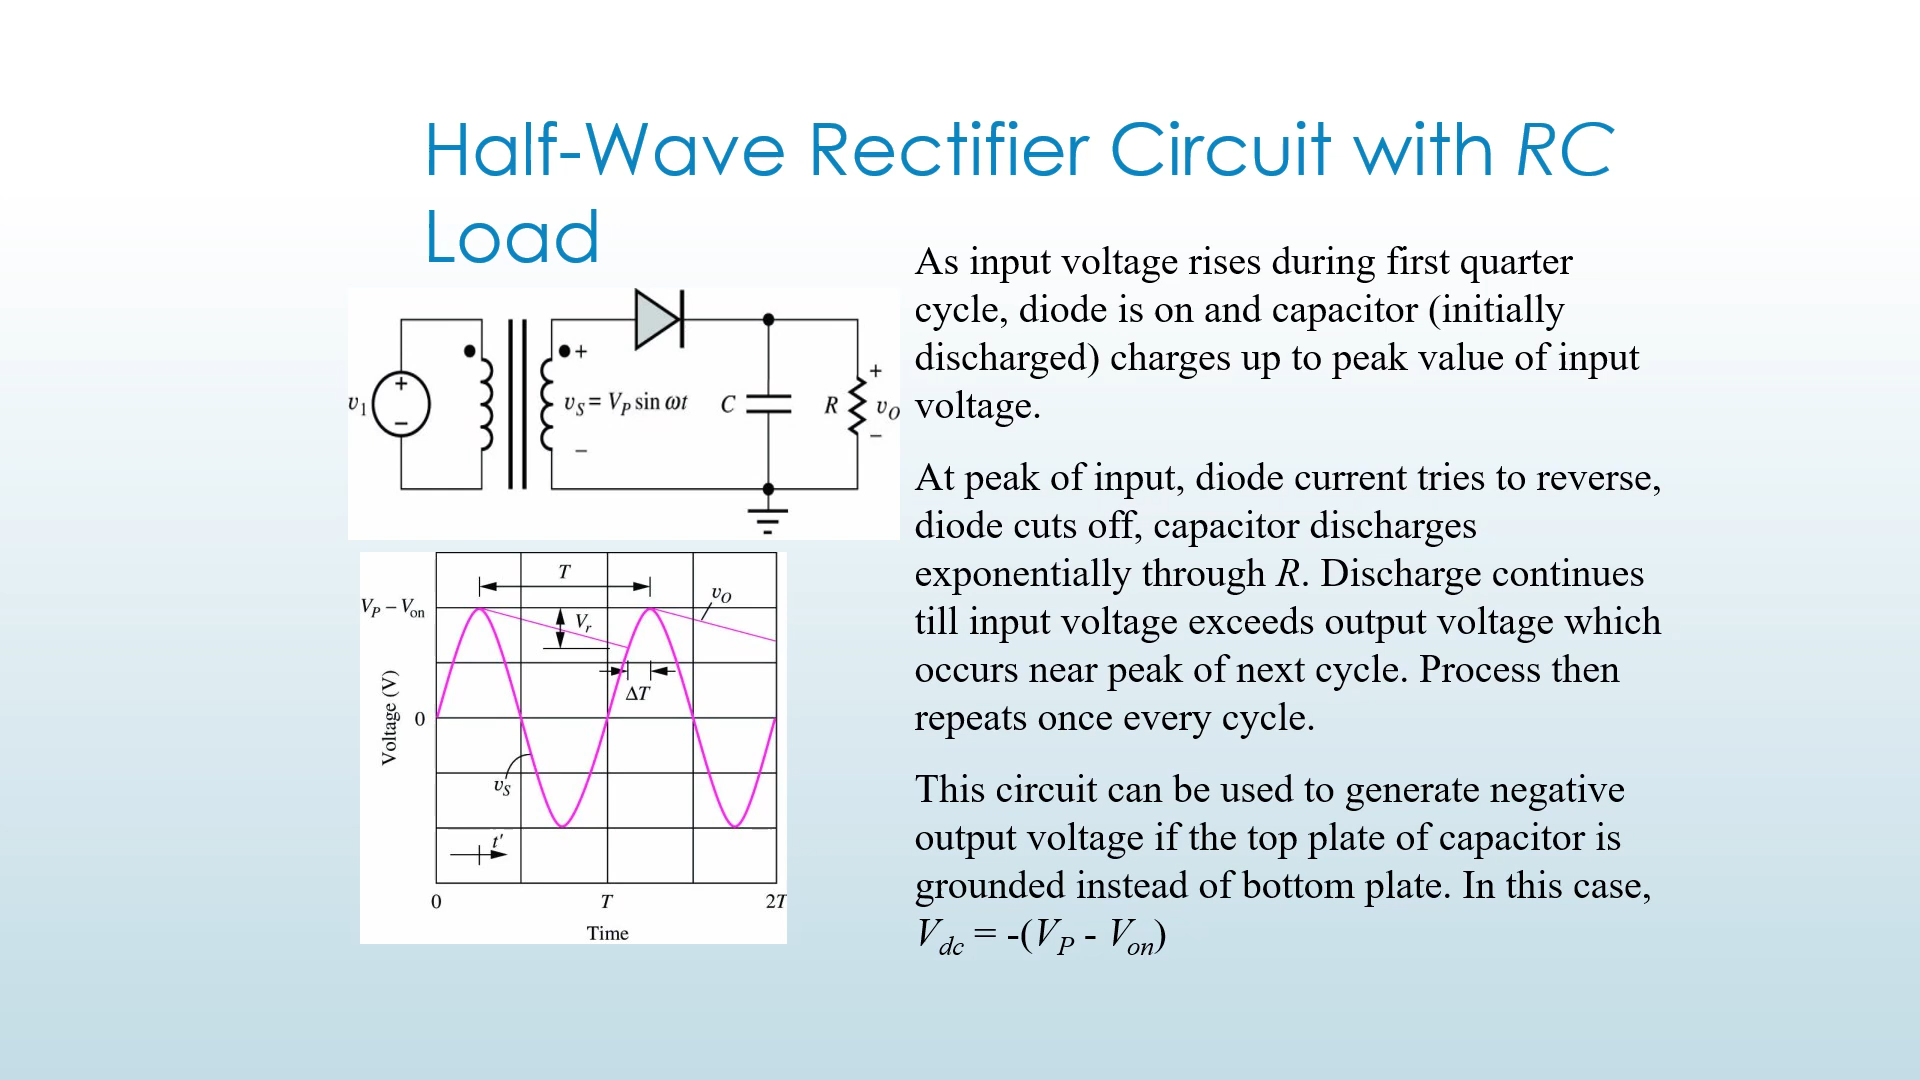 Half-Wave Rectifier Circuit with RC
Load
As input voltage rises during first quarter
cycle, diode is on and capacitor (initially
discharged) charges up to peak value of input
voltage.
At peak of input, diode current tries to reverse,
diode cuts off, capacitor discharges
exponentially through R. Discharge continues
till input voltage exceeds output voltage which
occurs near peak of next cycle. Process then
repeats once every cycle.
This circuit can be used to generate negative
output voltage if the top plate of capacitor is
grounded instead of bottom plate. In this case,
V_dc = -(V_P - V_on)
v_1
+
−
+
v_S = V_P sin ωt
−
C
R
+
v_O
−
T
V_P – V_on
V_r
v_O
ΔT
Voltage (V)
0
v_S
t′
0
T
2T
Time